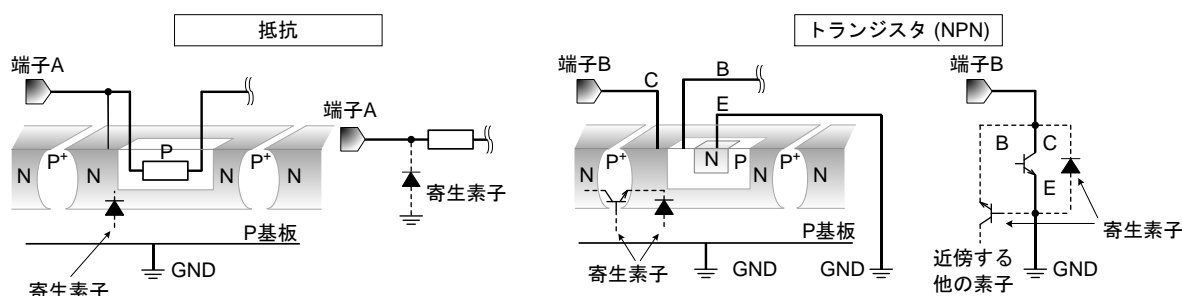 抵抗
トランジスタ (NPN)
端子A
端子A
P
N
P+
N
N
P+
N
寄生素子
P基板
GND
寄生素子
端子B
C
B
E
N
P+
N
N
P
P+
N
P基板
寄生素子
GND
GND
端子B
B
C
E
寄生素子
近傍する
他の素子
GND